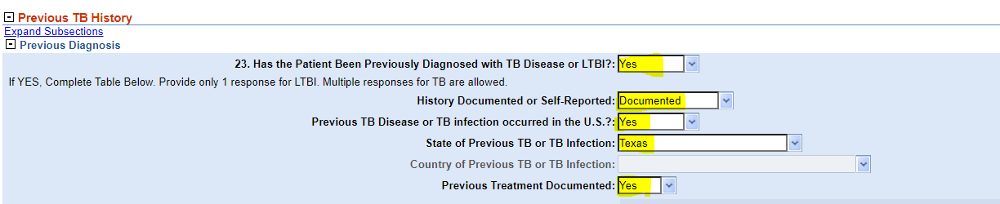 Previous TB History
Expand Subsections
Previous Diagnosis
23. Has the Patient Been Previously Diagnosed with TB Disease or LTBI?: Yes
If YES, Complete Table Below. Provide only 1 response for LTBI. Multiple responses for TB are allowed.
History Documented or Self-Reported: Documented
Previous TB Disease or TB infection occurred in the U.S.?: Yes
State of Previous TB or TB Infection: Texas
Country of Previous TB or TB Infection:
Previous Treatment Documented: Yes